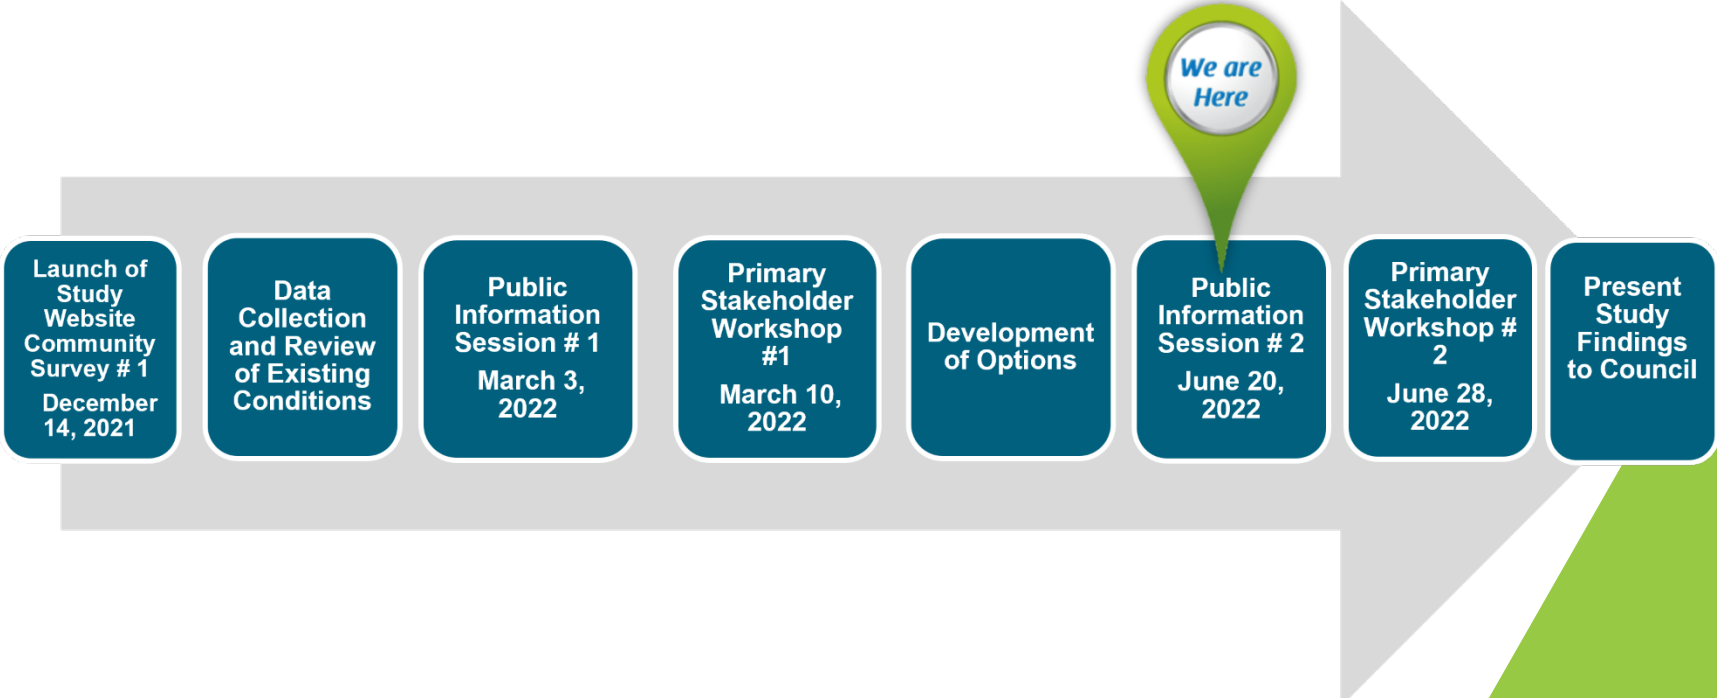 We are
Here
Launch of
Study
Website
Community
Survey # 1
December
14, 2021
Data
Collection
and Review
of Existing
Conditions
Public
Information
Session # 1
March 3,
2022
Primary
Stakeholder
Workshop
#1
March 10,
2022
Development
of Options
Public
Information
Session # 2
June 20,
2022
Primary
Stakeholder
Workshop #
2
June 28,
2022
Present
Study
Findings
to Council